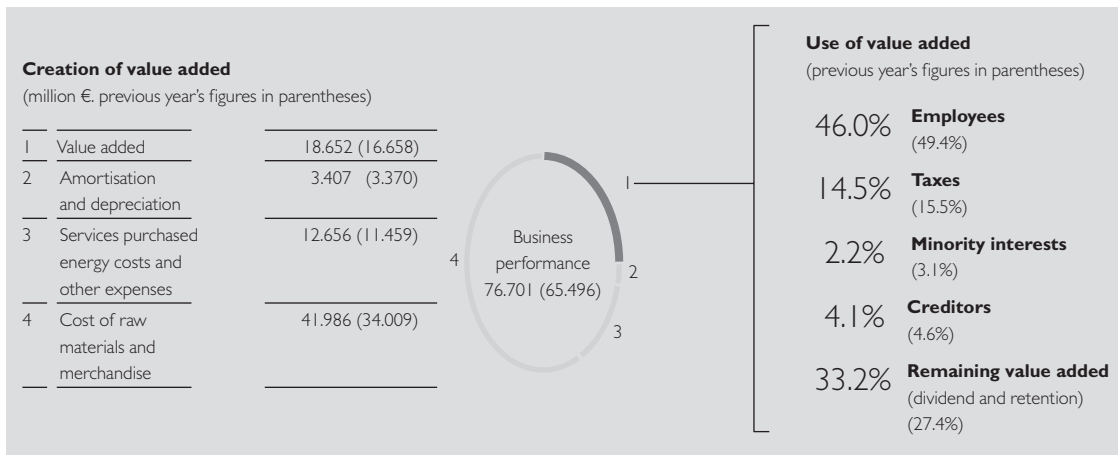 Creation of value added
(million €. previous year's figures in parentheses)
1 Value added 18.652 (16.658)
2 Amortisation 3.407 (3.370)
and depreciation
3 Services purchased 12.656 (11.459)
energy costs and
other expenses
4 Cost of raw 41.986 (34.009)
materials and
merchandise
Business
performance
76.701 (65.496)
1
2
3
4
Use of value added
(previous year's figures in parentheses)
46.0% Employees
(49.4%)
14.5% Taxes
(15.5%)
2.2% Minority interests
(3.1%)
4.1% Creditors
(4.6%)
33.2% Remaining value added
(dividend and retention)
(27.4%)